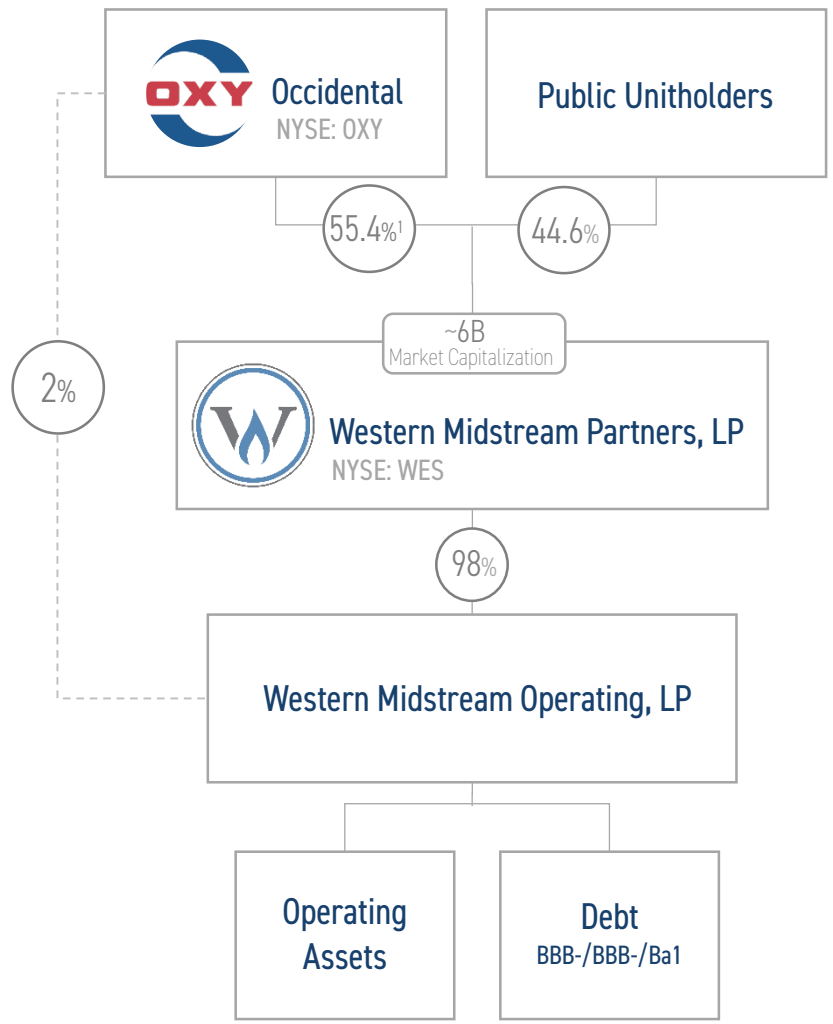 OXY
Occidental
NYSE: OXY
Public Unitholders
55.4%¹
44.6%
~6B
Market Capitalization
2%
W
Western Midstream Partners, LP
NYSE: WES
98%
Western Midstream Operating, LP
Operating
Assets
Debt
BBB-/BBB-/Ba1